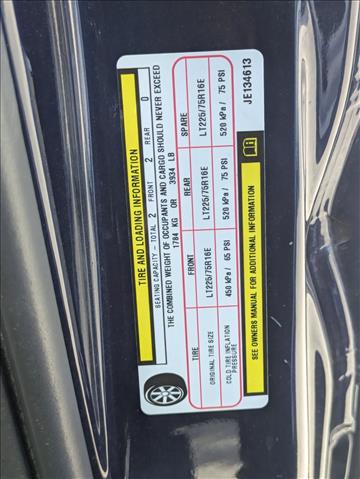 TIRE AND LOADING INFORMATION
SEATING CAPACITY - TOTAL 2 FRONT 2 REAR 0
THE COMBINED WEIGHT OF OCCUPANTS AND CARGO SHOULD NEVER EXCEED
1784 KG OR 3934 LB
TIRE FRONT REAR SPARE
ORIGINAL TIRE SIZE LT225/75R16E LT225/75R16E LT225/75R16E
COLD TIRE INFLATION PRESSURE 450 kPa / 65 PSI 520 kPa / 75 PSI 520 kPa / 75 PSI
SEE OWNERS MANUAL FOR ADDITIONAL INFORMATION
JE134613